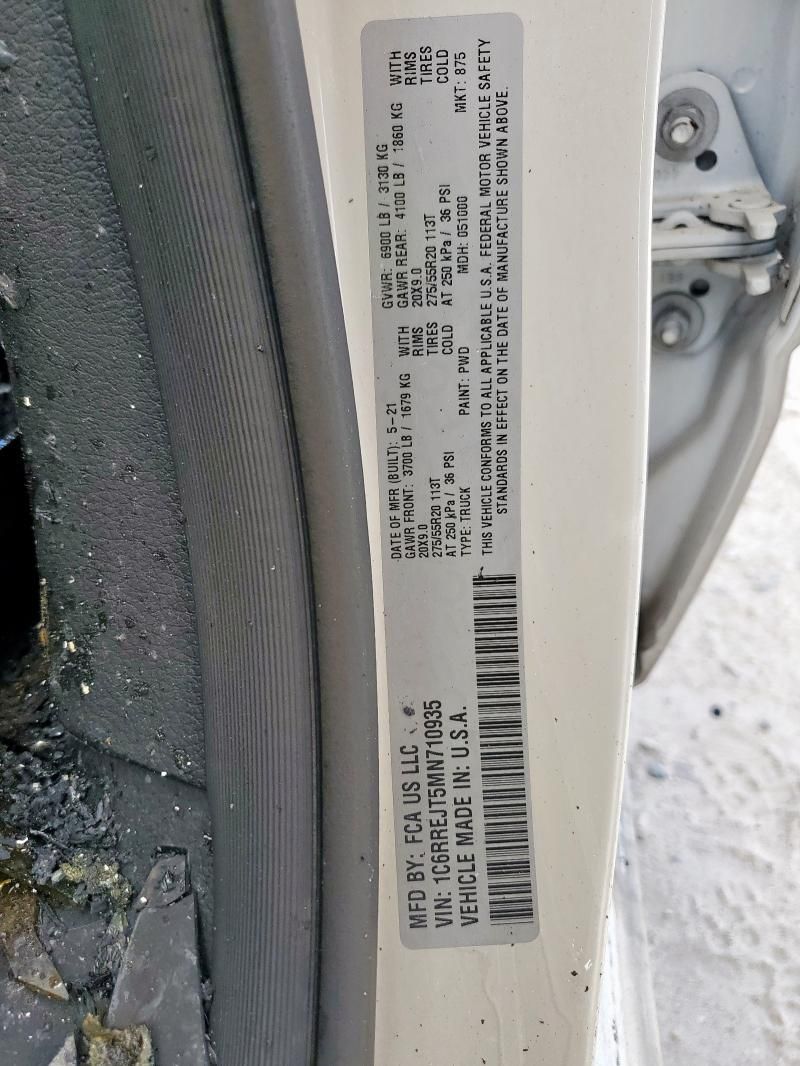 MFD BY: FCA US LLC
VIN: 1C6RREJT5MN710935
VEHICLE MADE IN: U.S.A.
DATE OF MFR (BUILT): 5-21 GVWR: 6900 LB / 3130 KG
GAWR FRONT: 3700 LB / 1679 KG WITH GAWR REAR: 4100 LB / 1860 KG WITH
20X9.0 RIMS 20X9.0 RIMS
275/55R20 113T TIRES 275/55R20 113T TIRES
AT 250 kPa / 36 PSI COLD AT 250 kPa / 36 PSI COLD
TYPE: TRUCK PAINT: PWD MDH: 051000 MKT: 875
THIS VEHICLE CONFORMS TO ALL APPLICABLE U.S.A. FEDERAL MOTOR VEHICLE SAFETY
STANDARDS IN EFFECT ON THE DATE OF MANUFACTURE SHOWN ABOVE.